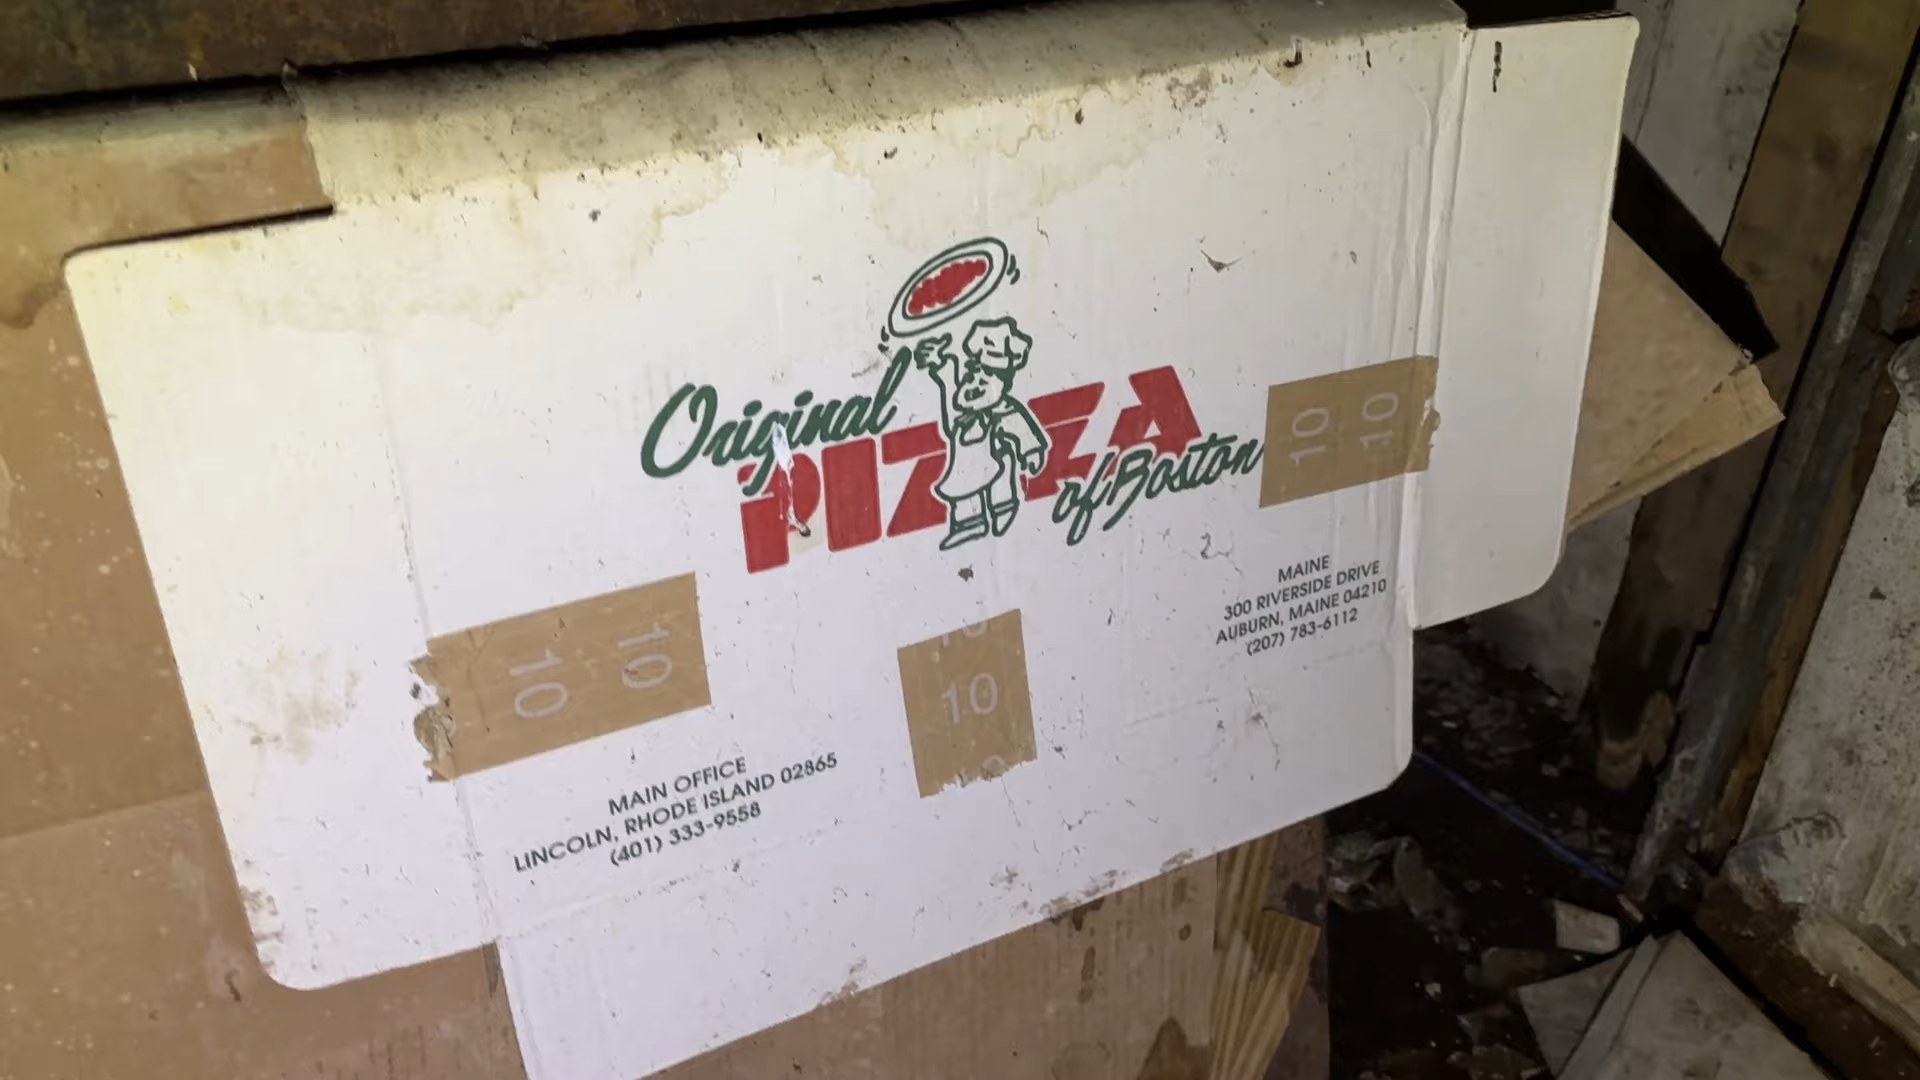 Original
PIZZA
of Boston
10 10
MAINE
300 RIVERSIDE DRIVE
AUBURN, MAINE 04210
(207) 783-6112
10 10
10
10
MAIN OFFICE
LINCOLN, RHODE ISLAND 02865
(401) 333-9558